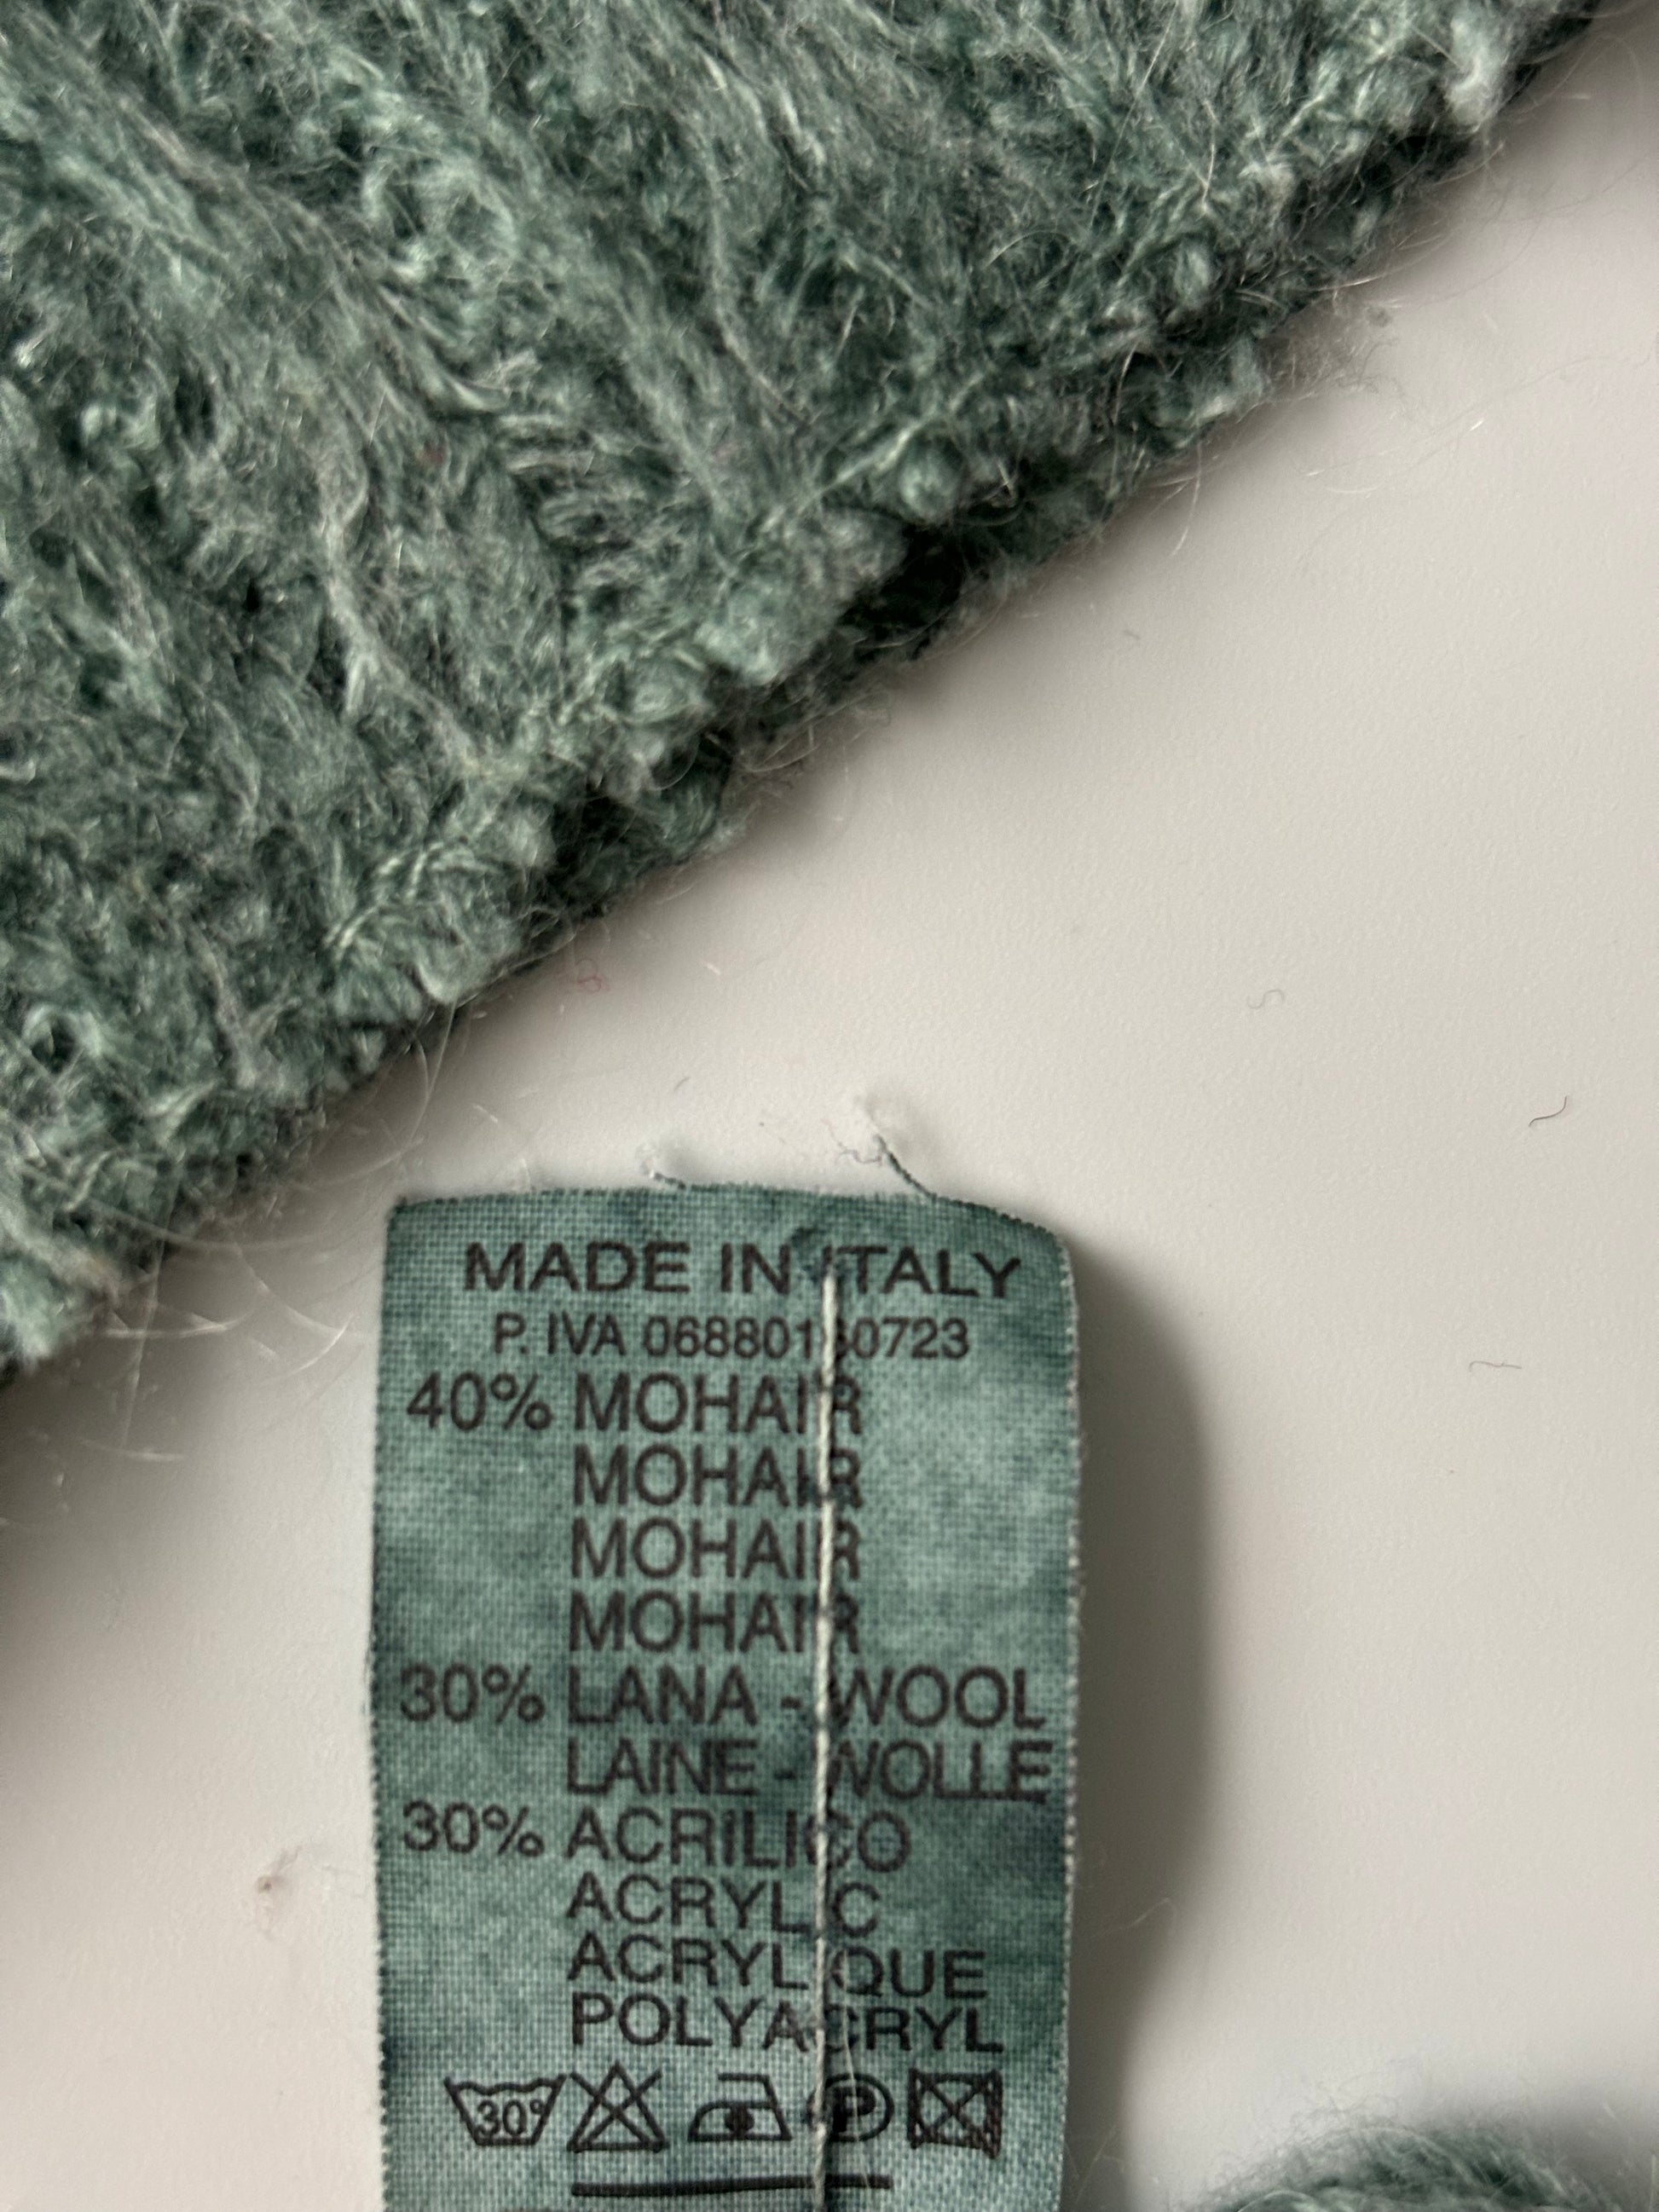 MADE IN ITALY
P. IVA
40% MOHAIR
MOHAIR
MOHAIR
MOHAIR
30% LANA - WOOL
LAINE - WOLLE
30% ACRILICO
ACRYLIC
ACRYLIQUE
POLYACRYL
30°
P